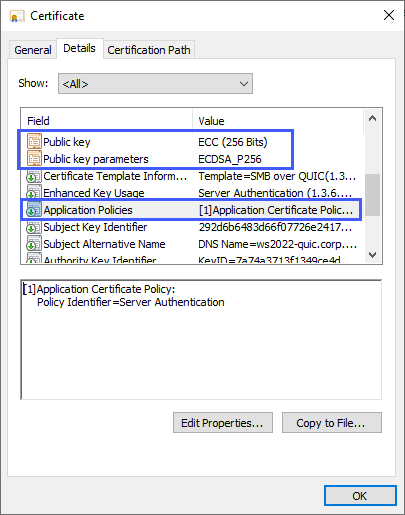 Certificate
General Details Certification Path
Show: <All>
Field Value
Public key ECC (256 Bits)
Public key parameters ECDSA_P256
Certificate Template Inform... Template=SMB over QUIC(1.3....
Enhanced Key Usage Server Authentication (1.3.6....
Application Policies [1]Application Certificate Polic...
Subject Key Identifier 292d6b6483d66f07726e2417...
Subject Alternative Name DNS Name=ws2022-quic.corp....
Authority Key Identifier KeyID=7a74a3713f1349ce4d
[1]Application Certificate Policy:
Policy Identifier=Server Authentication
Edit Properties... Copy to File...
OK